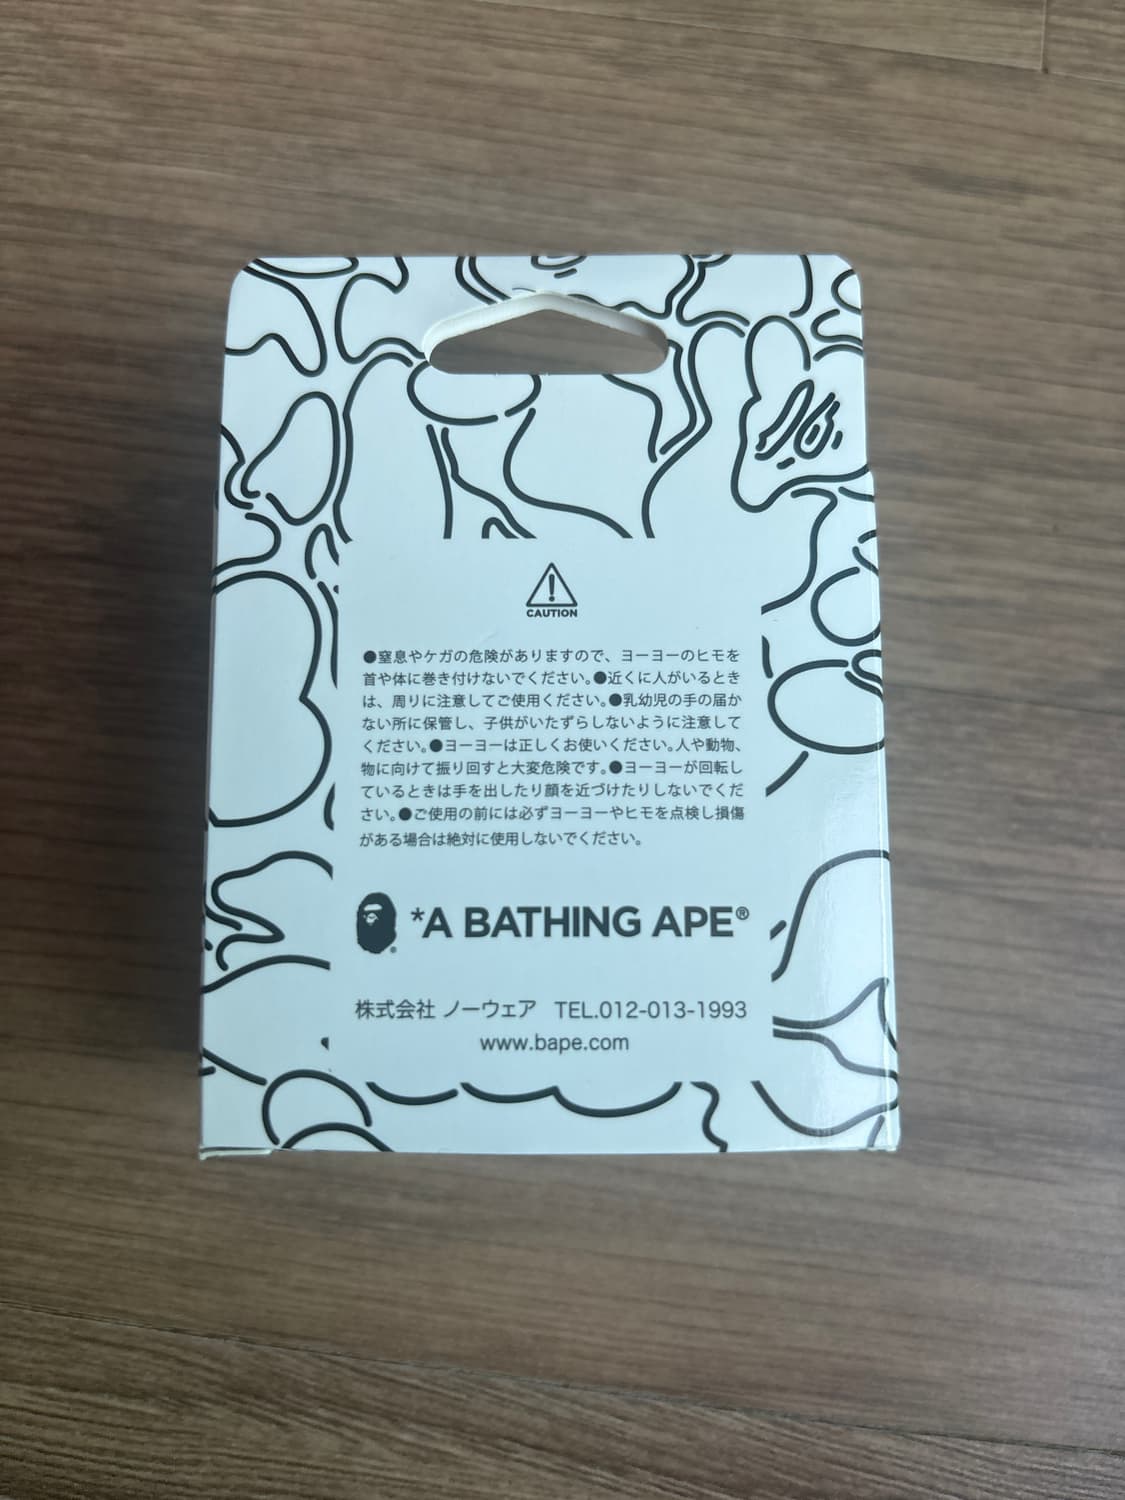 CAUTION
●窒息やケガの危険がありますので、ヨーヨーのヒモを
首や体に巻き付けないでください。●近くに人がいるとき
は、周りに注意してご使用ください。●乳幼児の手の届か
ない所に保管し、子供がいたずらしないように注意して
ください。●ヨーヨーは正しくお使いください。人や動物、
物に向けて振り回すと大変危険です。●ヨーヨーが回転し
ているときは手を出したり顔を近づけたりしないでくだ
さい。●ご使用の前には必ずヨーヨーやヒモを点検し損傷
がある場合は絶対に使用しないでください。
*A BATHING APE®
株式会社 ノーウェア TEL.012-013-1993
www.bape.com